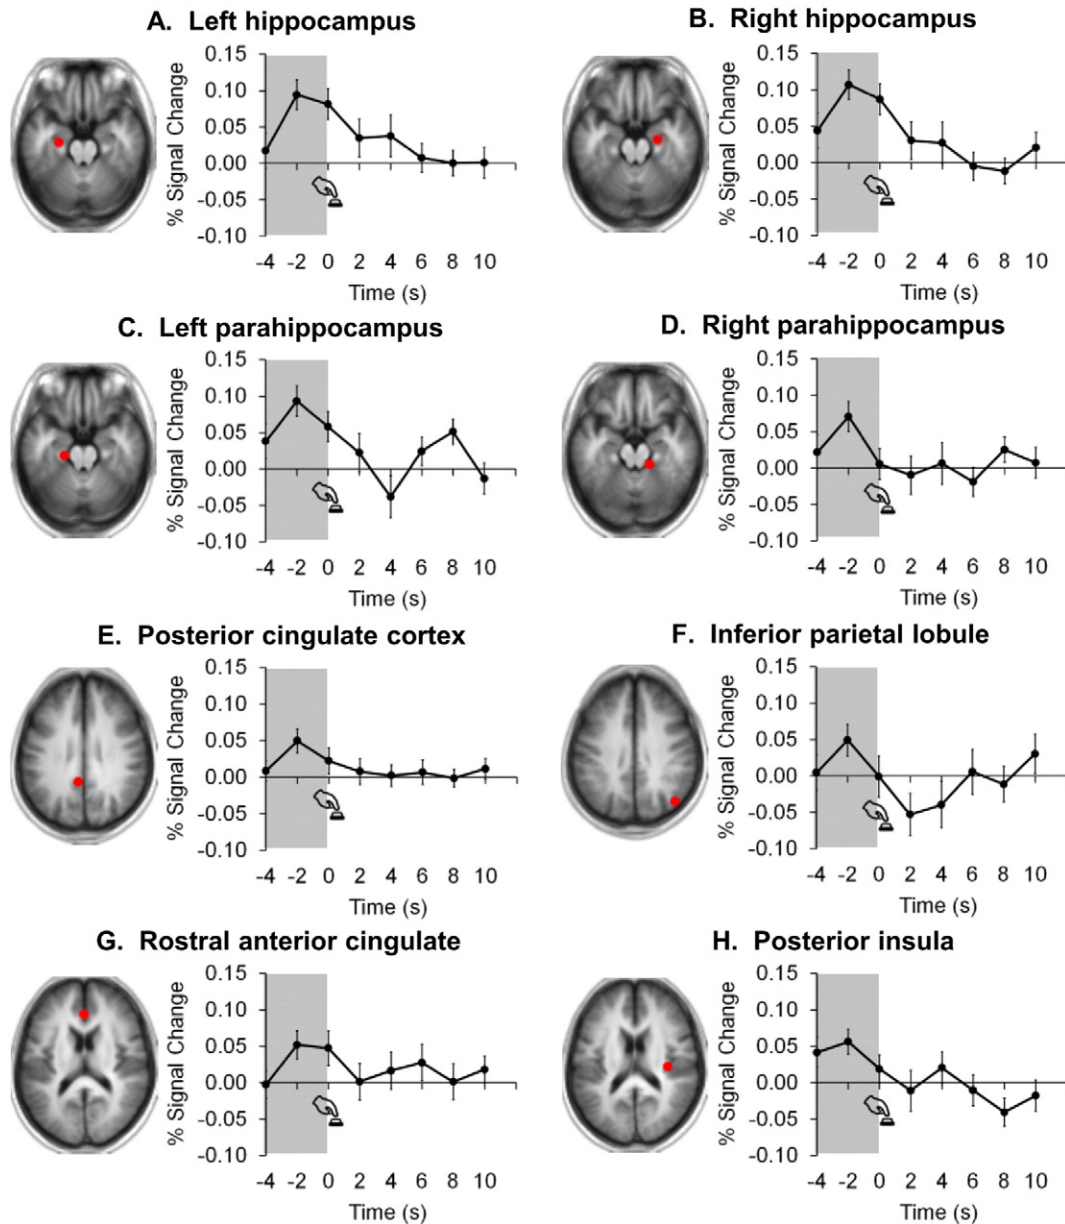 A. Left hippocampus
% Signal Change
0.15
0.10
0.05
0.00
-0.05
-0.10
-4 -2 0 2 4 6 8 10
Time (s)
B. Right hippocampus
% Signal Change
0.15
0.10
0.05
0.00
-0.05
-0.10
-4 -2 0 2 4 6 8 10
Time (s)
C. Left parahippocampus
% Signal Change
0.15
0.10
0.05
0.00
-0.05
-0.10
-4 -2 0 2 4 6 8 10
Time (s)
D. Right parahippocampus
% Signal Change
0.15
0.10
0.05
0.00
-0.05
-0.10
-4 -2 0 2 4 6 8 10
Time (s)
E. Posterior cingulate cortex
% Signal Change
0.15
0.10
0.05
0.00
-0.05
-0.10
-4 -2 0 2 4 6 8 10
Time (s)
F. Inferior parietal lobule
% Signal Change
0.15
0.10
0.05
0.00
-0.05
-0.10
-4 -2 0 2 4 6 8 10
Time (s)
G. Rostral anterior cingulate
% Signal Change
0.15
0.10
0.05
0.00
-0.05
-0.10
-4 -2 0 2 4 6 8 10
Time (s)
H. Posterior insula
% Signal Change
0.15
0.10
0.05
0.00
-0.05
-0.10
-4 -2 0 2 4 6 8 10
Time (s)